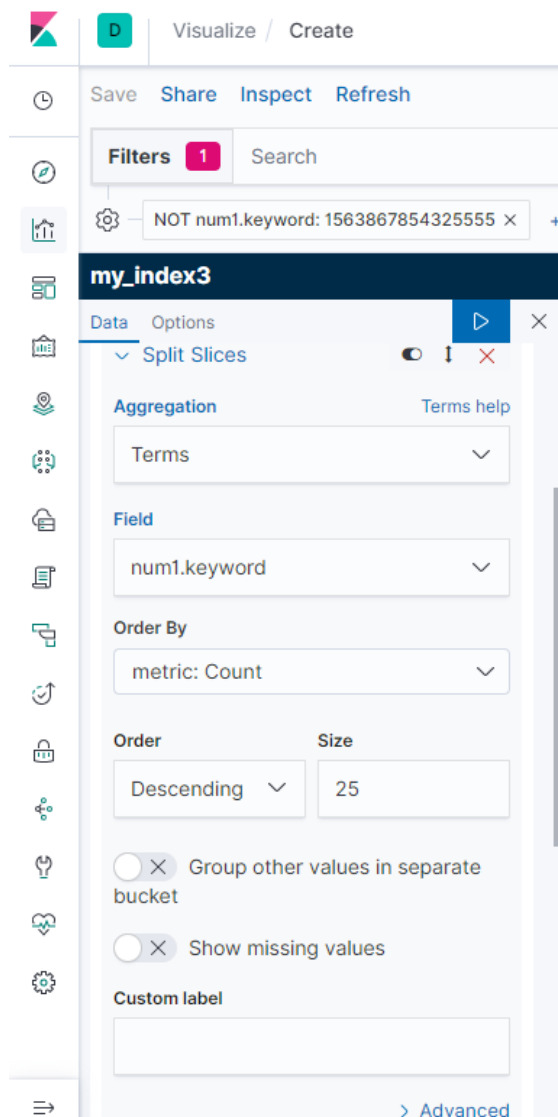 D Visualize / Create
Save Share Inspect Refresh
Filters 1 Search
NOT num1.keyword: 1563867854325555 × +
my_index3
Data Options
Split Slices
Aggregation Terms help
Terms
Field
num1.keyword
Order By
metric: Count
Order Size
Descending 25
Group other values in separate
bucket
Show missing values
Custom label
Advanced